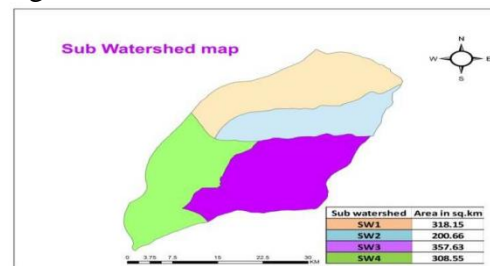 Sub Watershed map
N
W E
S
Sub watershed Area in sq.km
SW1 318.15
SW2 200.66
SW3 357.63
SW4 308.55
0 3.75 7.5 15 22.5 30
KM